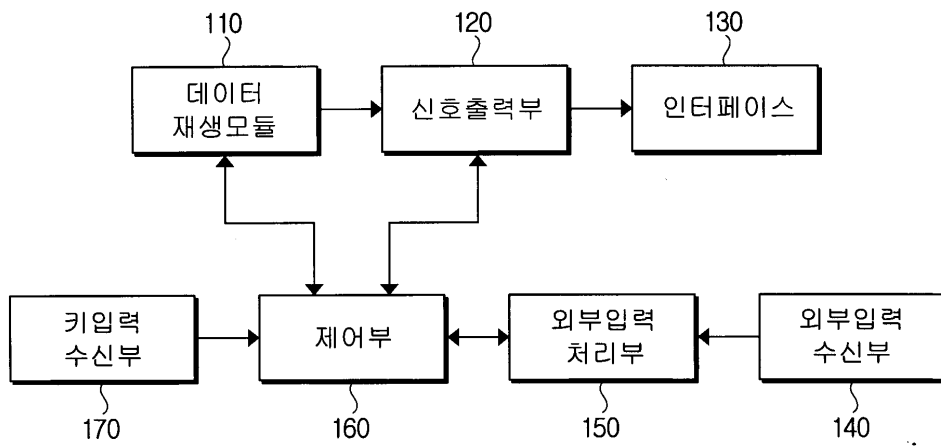 110
120
130
데이터
재생모듈
신호출력부
인터페이스
키입력
수신부
제어부
외부입력
처리부
외부입력
수신부
170
160
150
140